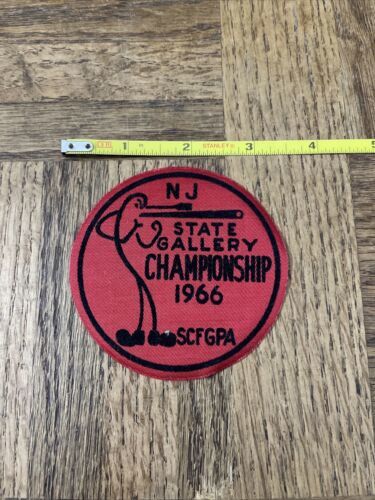 1 2 STANLEY 3 4
NJ
STATE
GALLERY
CHAMPIONSHIP
1966
SCFGPA